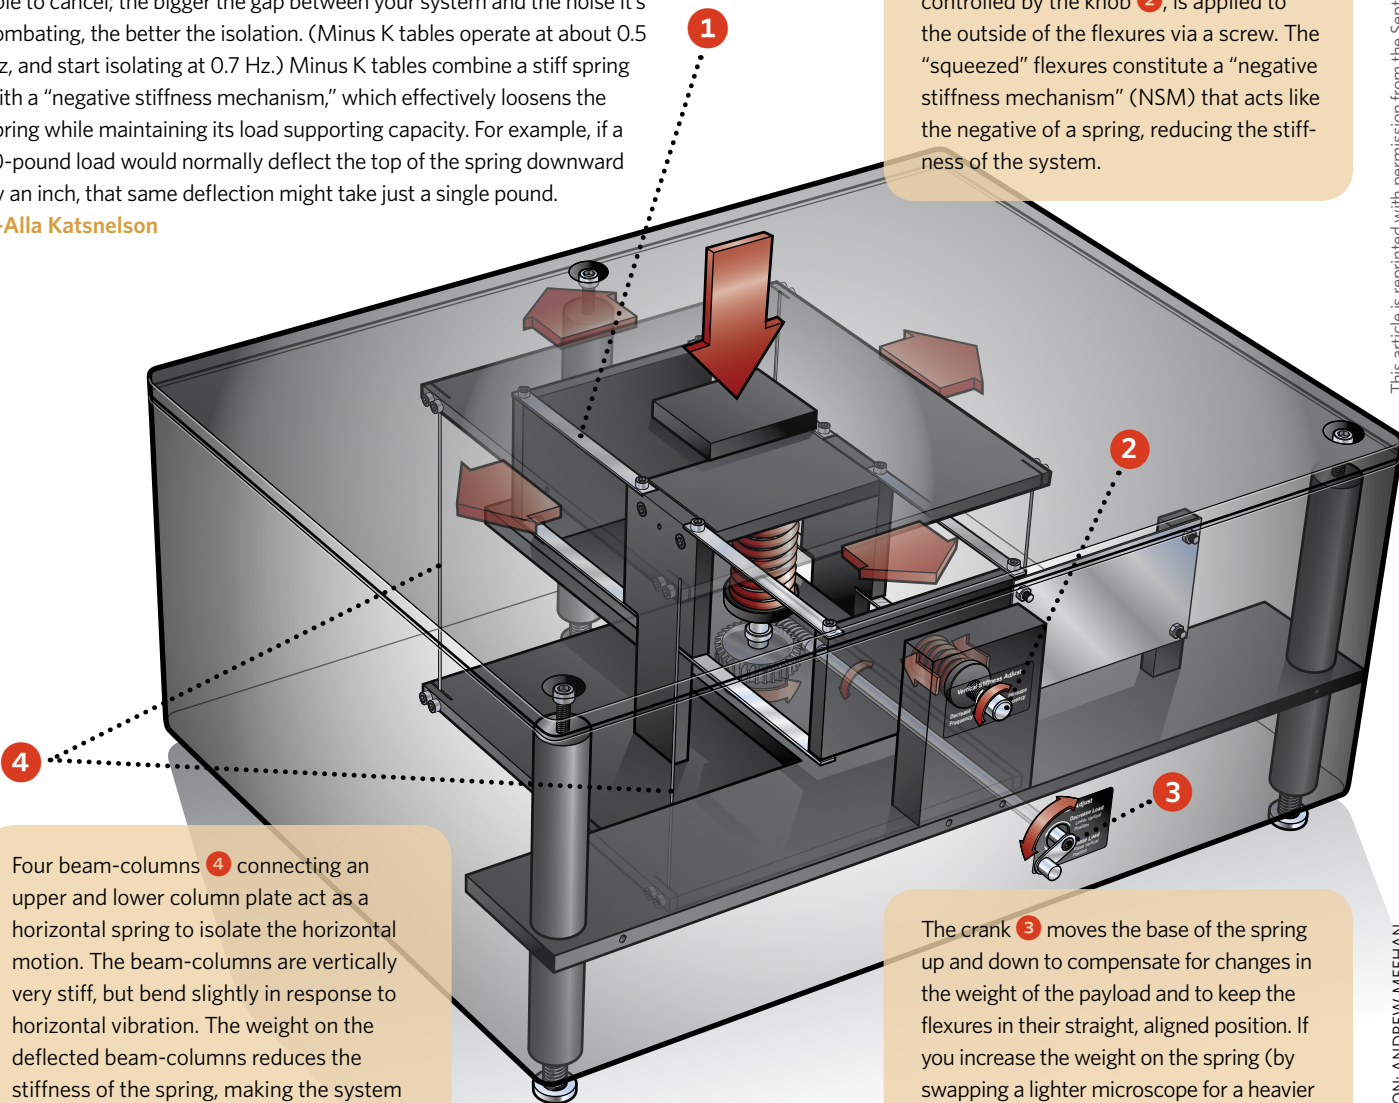 to cancel; the bigger the gap between your system and the noise it's
the better the isolation. (Minus K tables operate at about 0.5
and start isolating at 0.7 Hz.) Minus K tables combine a stiff spring
a "negative stiffness mechanism," which effectively loosens the
while maintaining its load supporting capacity. For example, if a
-pound load would normally deflect the top of the spring downward
an inch, that same deflection might take just a single pound.
-Alla Katsnelson
controlled by the knob 2, is applied to
the outside of the flexures via a screw. The
"squeezed" flexures constitute a "negative
stiffness mechanism" (NSM) that acts like
the negative of a spring, reducing the stiff-
ness of the system.
This article is reprinted with permission from the Sept
1
2
Vertical Stiffness Adjust
Decrease
Frequency
Increase
3
Adjust
Decrease Load
4
Four beam-columns 4 connecting an
upper and lower column plate act as a
horizontal spring to isolate the horizontal
motion. The beam-columns are vertically
very stiff, but bend slightly in response to
horizontal vibration. The weight on the
deflected beam-columns reduces the
stiffness of the spring, making the system
The crank 3 moves the base of the spring
up and down to compensate for changes in
the weight of the payload and to keep the
flexures in their straight, aligned position. If
you increase the weight on the spring (by
swapping a lighter microscope for a heavier
ON: ANDREW MEEHAN